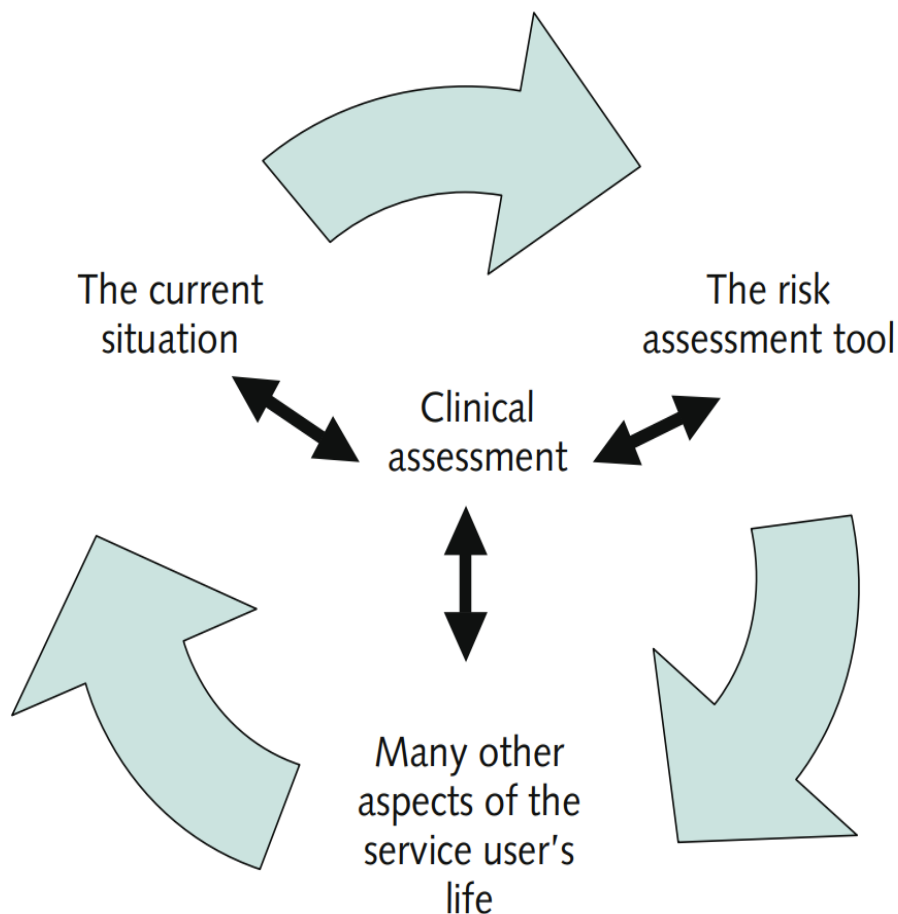 The current
situation
The risk
assessment tool
Clinical
assessment
Many other
aspects of the
service user’s
life